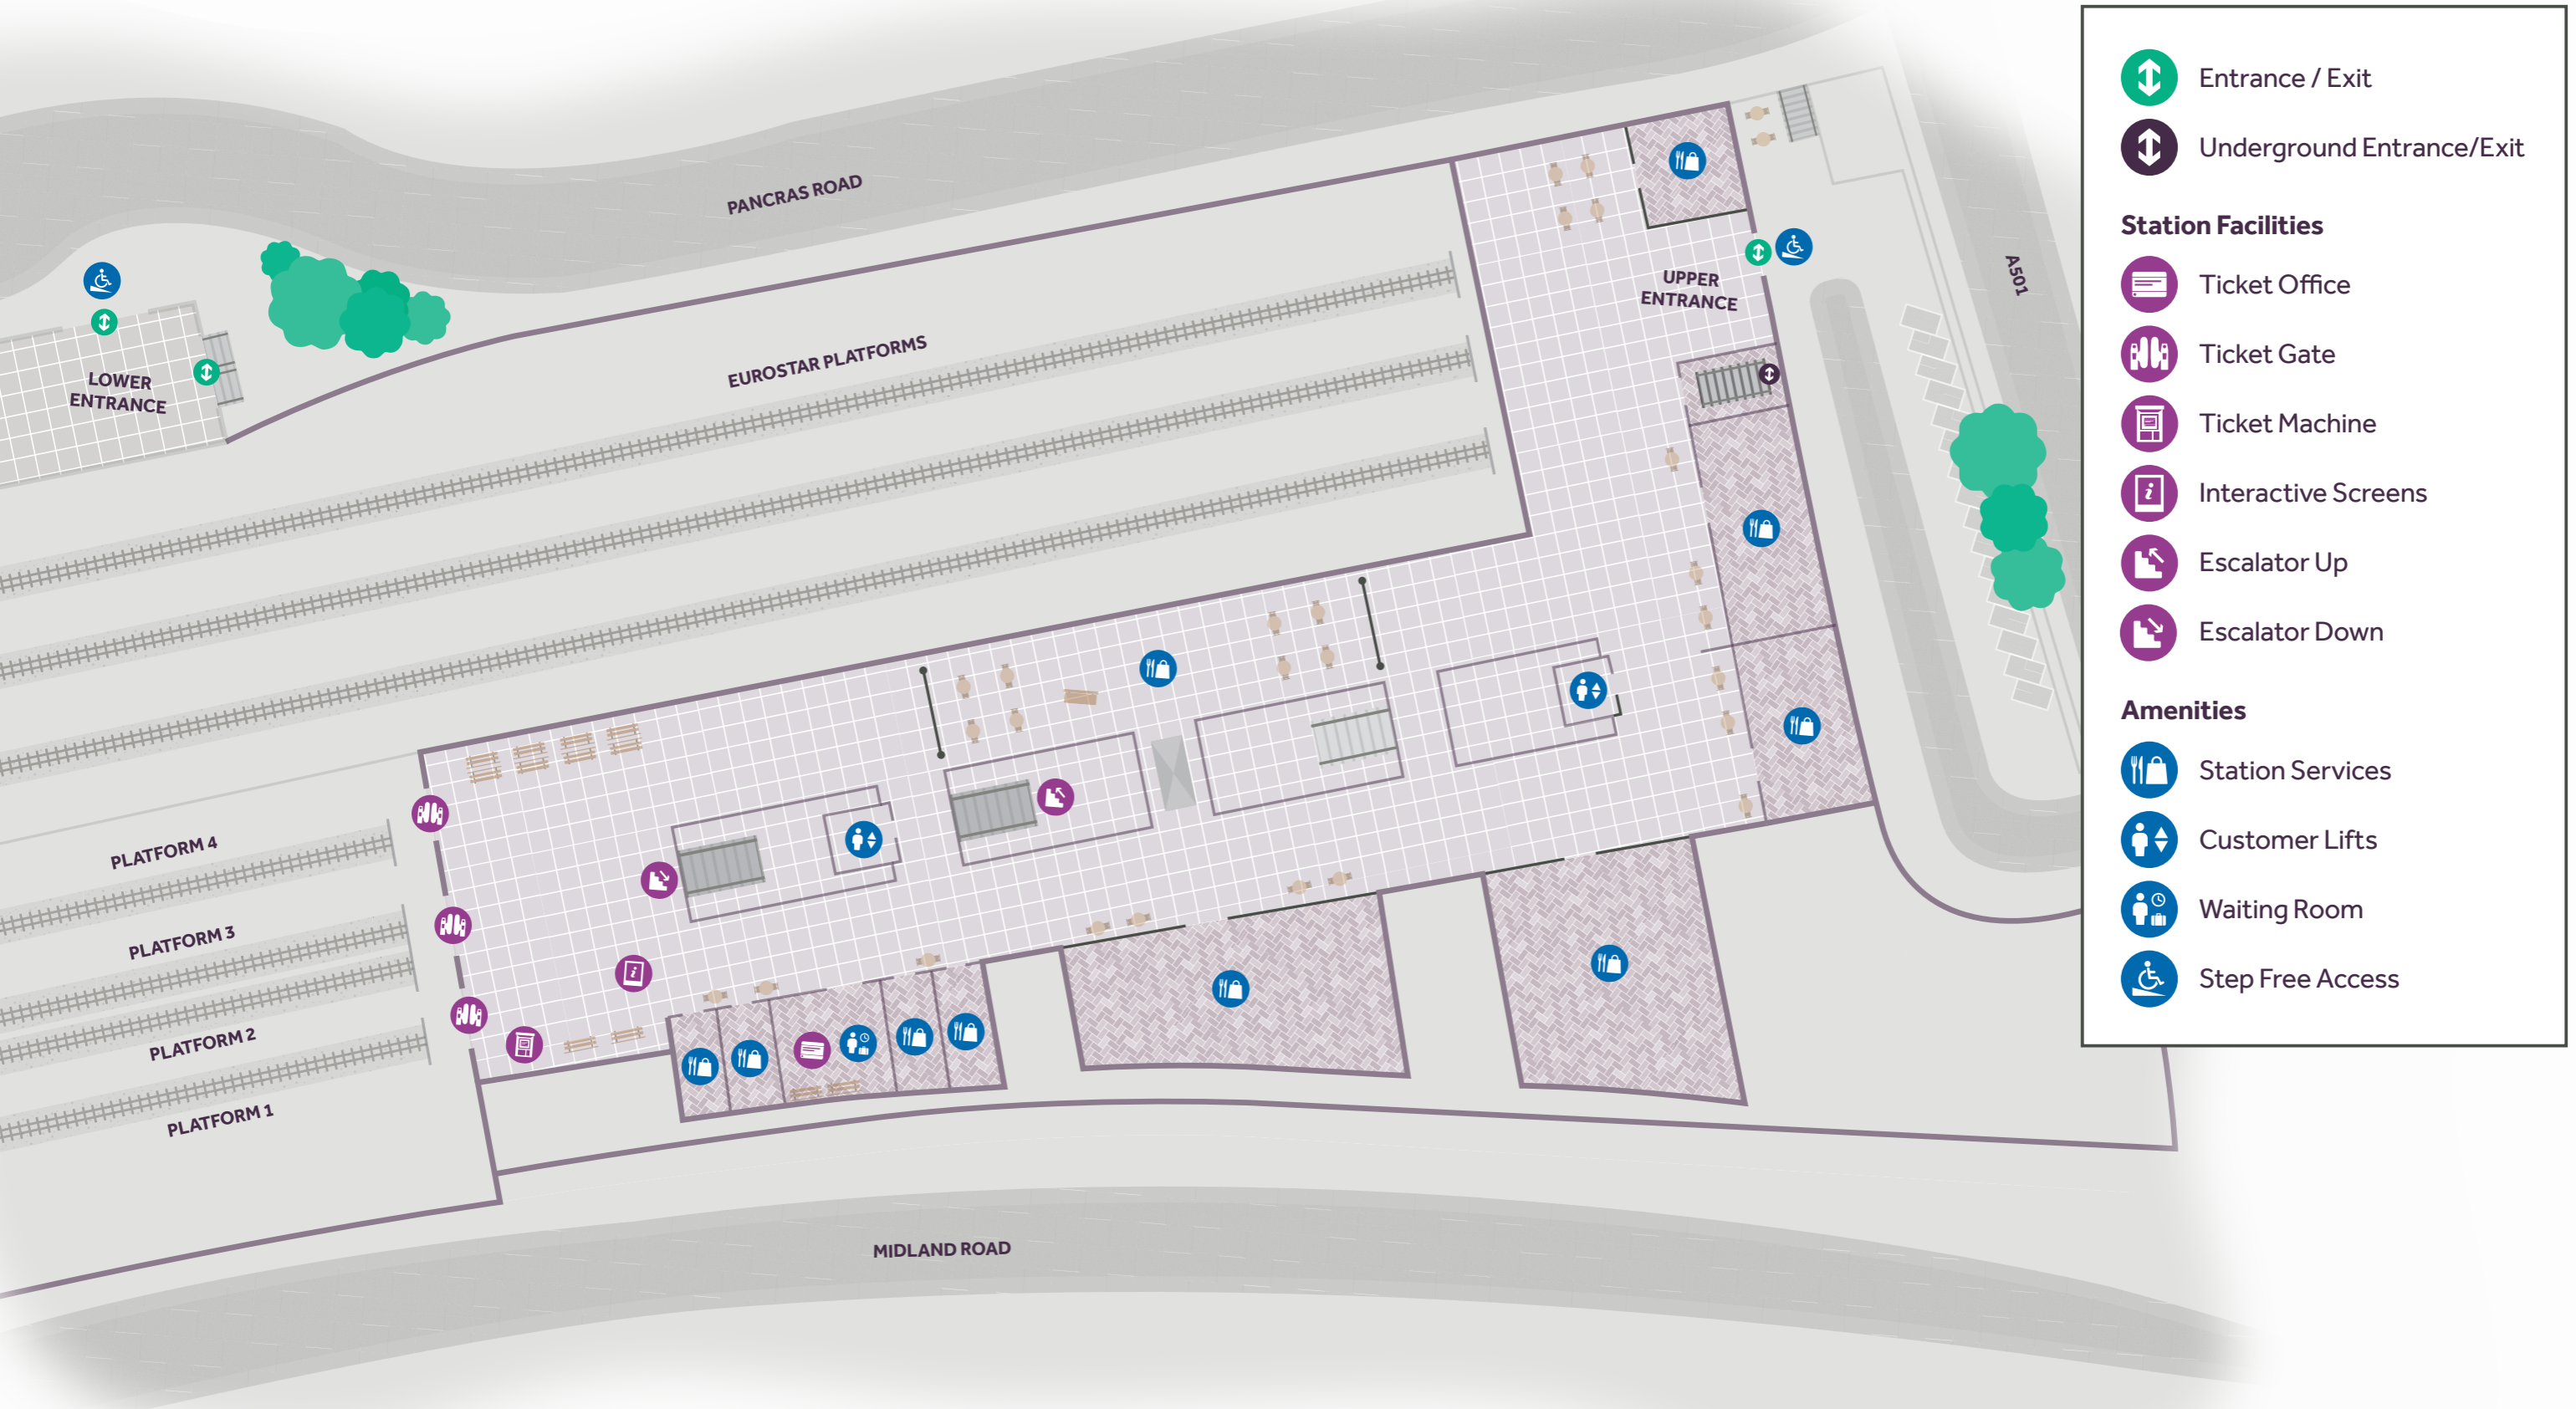 PANCRAS ROAD
EUROSTAR PLATFORMS
LOWER
ENTRANCE
UPPER
ENTRANCE
A501
PLATFORM 4
PLATFORM 3
PLATFORM 2
PLATFORM 1
MIDLAND ROAD
Entrance / Exit
Underground Entrance/Exit
Station Facilities
Ticket Office
Ticket Gate
Ticket Machine
Interactive Screens
Escalator Up
Escalator Down
Amenities
Station Services
Customer Lifts
Waiting Room
Step Free Access